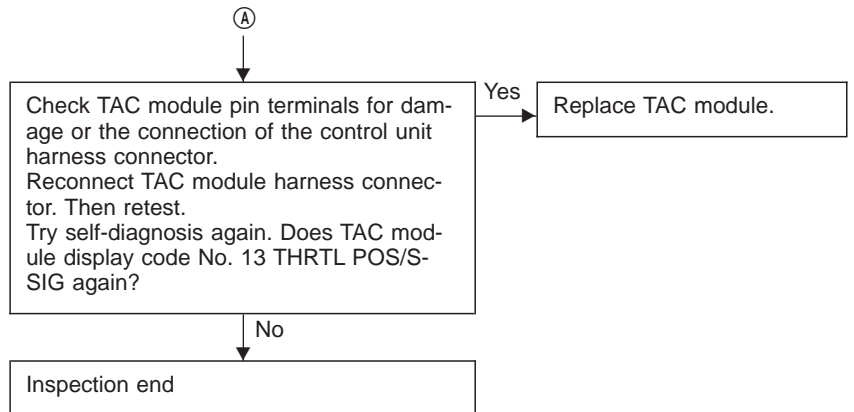 Ⓐ
Check TAC module pin terminals for dam-
age or the connection of the control unit
harness connector.
Reconnect TAC module harness connec-
tor. Then retest.
Try self-diagnosis again. Does TAC mod-
ule display code No. 13 THRTL POS/S-
SIG again?
Yes
Replace TAC module.
No
Inspection end